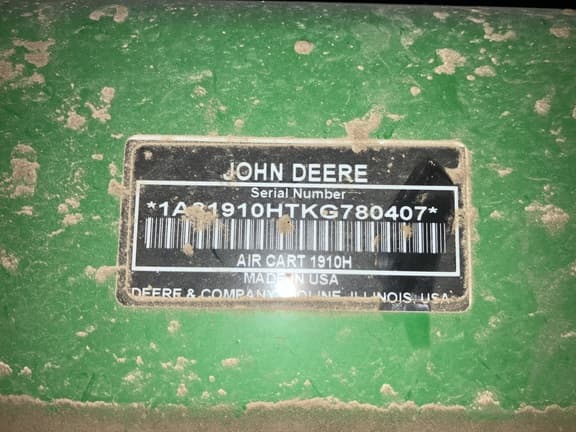 JOHN DEERE
Serial Number
*1A81910HTKG780407*
AIR CART 1910H
MADE IN USA
DEERE & COMPANY MOLINE, ILLINOIS, USA